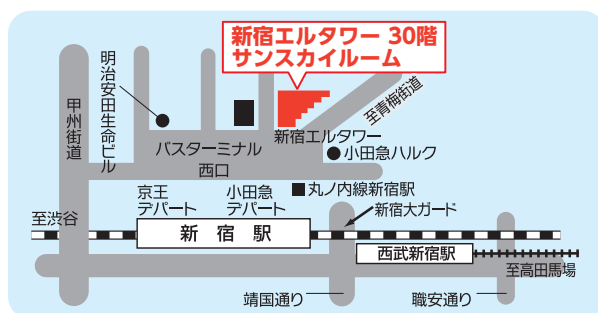 新宿エルタワー 30階
サンスカイルーム
明治安田生命ビル
甲州街道
至青梅街道
新宿エルタワー
バスターミナル
小田急ハルク
西口
丸ノ内線新宿駅
京王
デパート
小田急
デパート
新宿大ガード
至渋谷
新宿駅
西武新宿駅
至高田馬場
靖国通り
職安通り